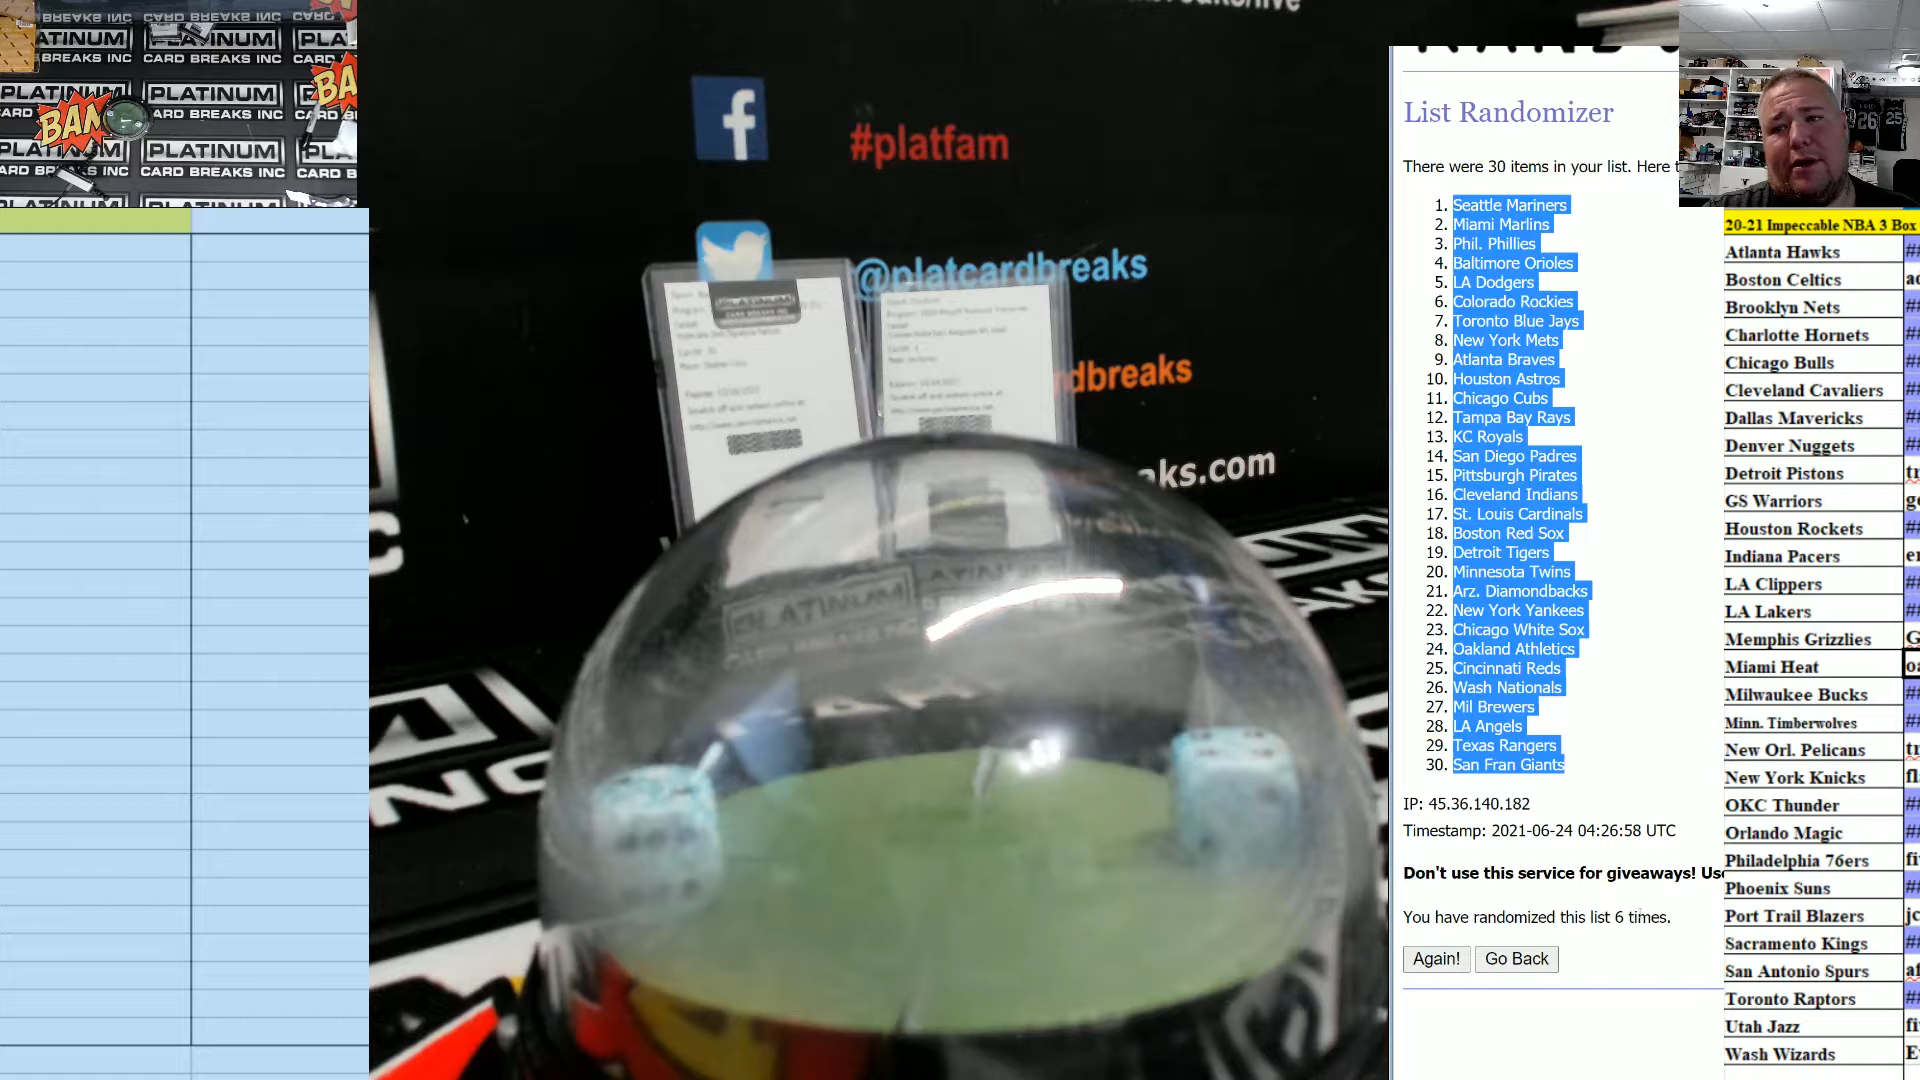 PLATINUM
CARD BREAKS INC
BAM
#platfam
@platcardbreaks
dbreaks
aks.com
PLATINUM
List Randomizer
There were 30 items in your list. Here
1. Seattle Mariners
2. Miami Marlins
3. Phil. Phillies
4. Baltimore Orioles
5. LA Dodgers
6. Colorado Rockies
7. Toronto Blue Jays
8. New York Mets
9. Atlanta Braves
10. Houston Astros
11. Chicago Cubs
12. Tampa Bay Rays
13. KC Royals
14. San Diego Padres
15. Pittsburgh Pirates
16. Cleveland Indians
17. St. Louis Cardinals
18. Boston Red Sox
19. Detroit Tigers
20. Minnesota Twins
21. Arz. Diamondbacks
22. New York Yankees
23. Chicago White Sox
24. Oakland Athletics
25. Cincinnati Reds
26. Wash Nationals
27. Mil Brewers
28. LA Angels
29. Texas Rangers
30. San Fran Giants
IP: 45.36.140.182
Timestamp: 2021-06-24 04:26:58 UTC
Don't use this service for giveaways!
You have randomized this list 6 times.
Again!
Go Back
26
25
20-21 Impeccable NBA 3 Box
Atlanta Hawks
Boston Celtics
Brooklyn Nets
Charlotte Hornets
Chicago Bulls
Cleveland Cavaliers
Dallas Mavericks
Denver Nuggets
Detroit Pistons
GS Warriors
Houston Rockets
Indiana Pacers
LA Clippers
LA Lakers
Memphis Grizzlies
Miami Heat
Milwaukee Bucks
Minn. Timberwolves
New Orl. Pelicans
New York Knicks
OKC Thunder
Orlando Magic
Philadelphia 76ers
Phoenix Suns
Port Trail Blazers
Sacramento Kings
San Antonio Spurs
Toronto Raptors
Utah Jazz
Wash Wizards